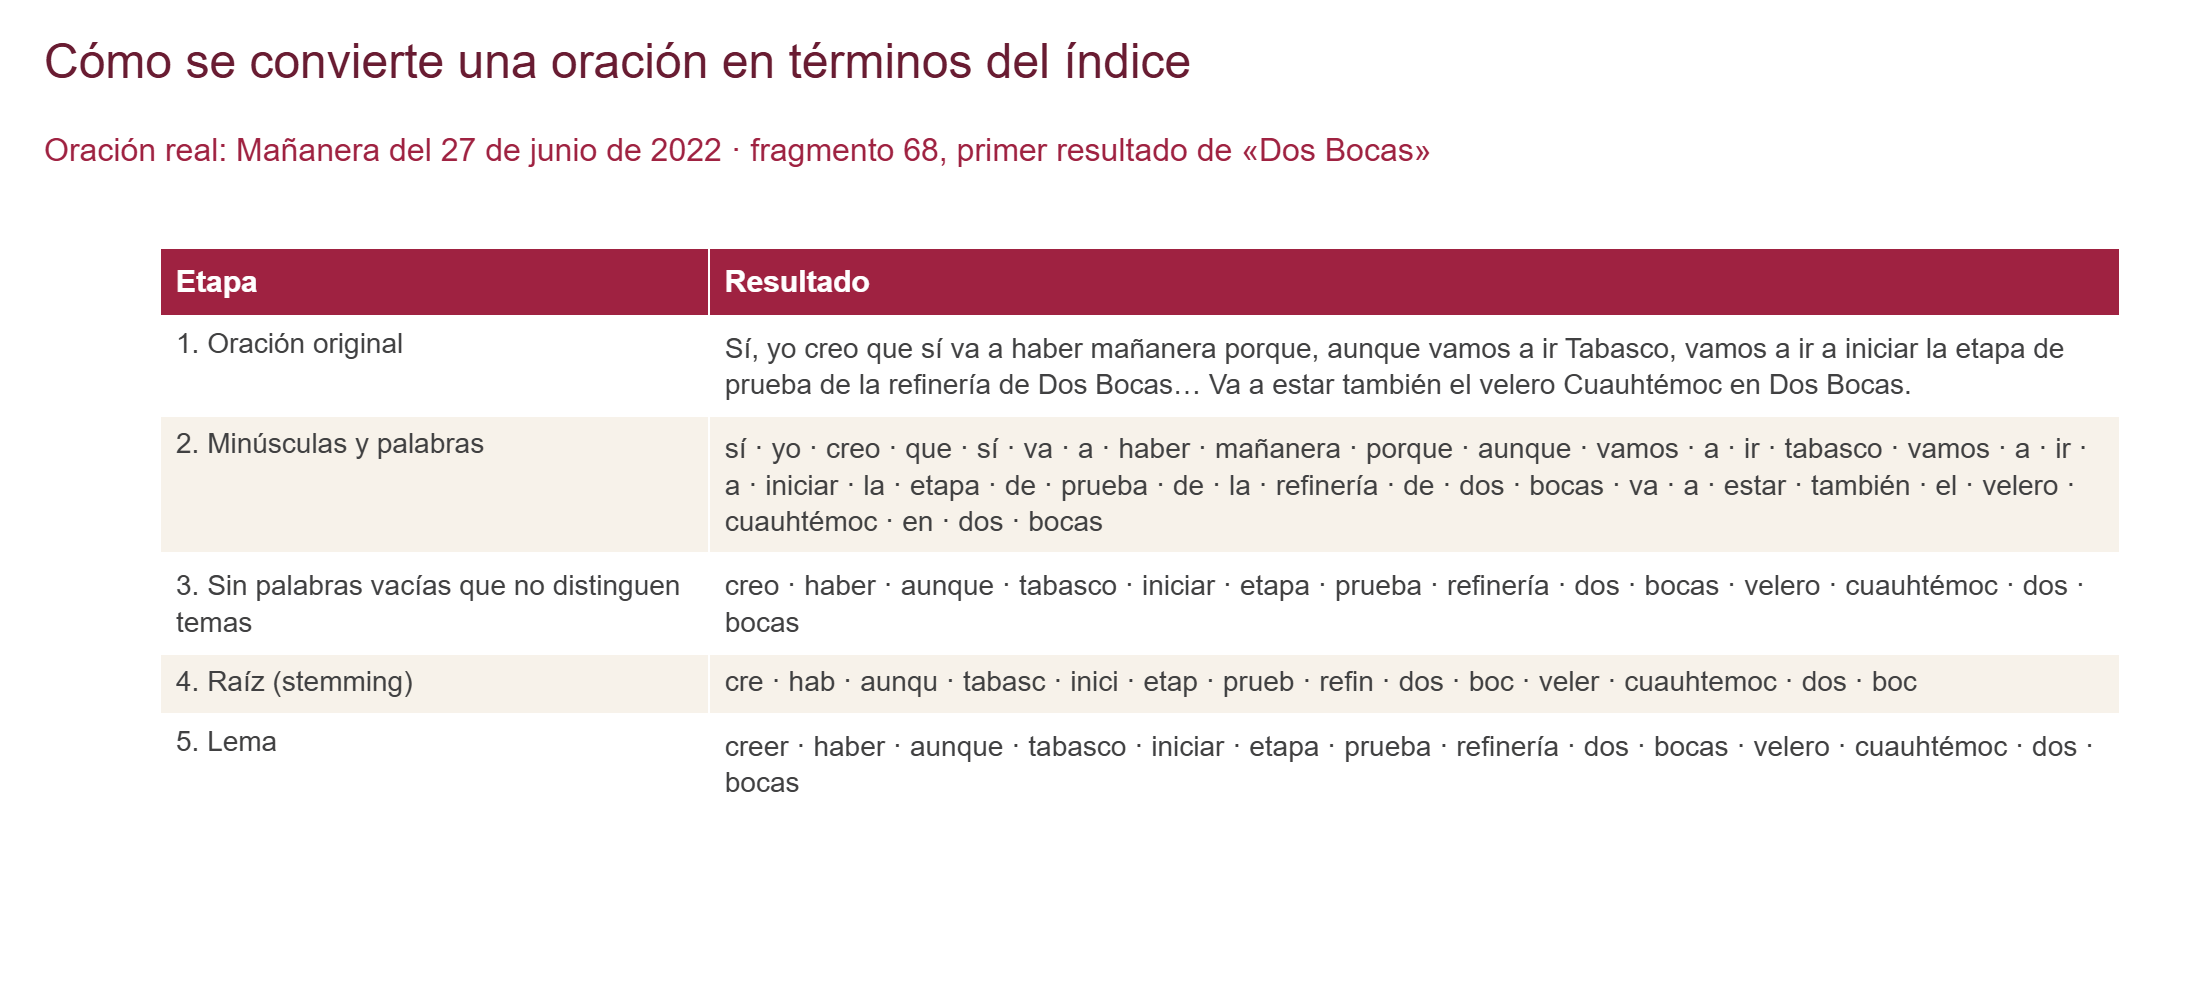 Cómo se convierte una oración en términos del índice
Oración real: Mañanera del 27 de junio de 2022 · fragmento 68, primer resultado de «Dos Bocas»
Etapa
Resultado
1. Oración original
Sí, yo creo que sí va a haber mañanera porque, aunque vamos a ir Tabasco, vamos a ir a iniciar la etapa de
prueba de la refinería de Dos Bocas… Va a estar también el velero Cuauhtémoc en Dos Bocas.
2. Minúsculas y palabras
sí · yo · creo · que · sí · va · a · haber · mañanera · porque · aunque · vamos · a · ir · tabasco · vamos · a · ir ·
a · iniciar · la · etapa · de · prueba · de · la · refinería · de · dos · bocas · va · a · estar · también · el · velero ·
cuauhtémoc · en · dos · bocas
3. Sin palabras vacías que no distinguen
temas
creo · haber · aunque · tabasco · iniciar · etapa · prueba · refinería · dos · bocas · velero · cuauhtémoc · dos ·
bocas
4. Raíz (stemming)
cre · hab · aunqu · tabasc · inici · etap · prueb · refin · dos · boc · veler · cuauhtemoc · dos · boc
5. Lema
creer · haber · aunque · tabasco · iniciar · etapa · prueba · refinería · dos · bocas · velero · cuauhtémoc · dos ·
bocas